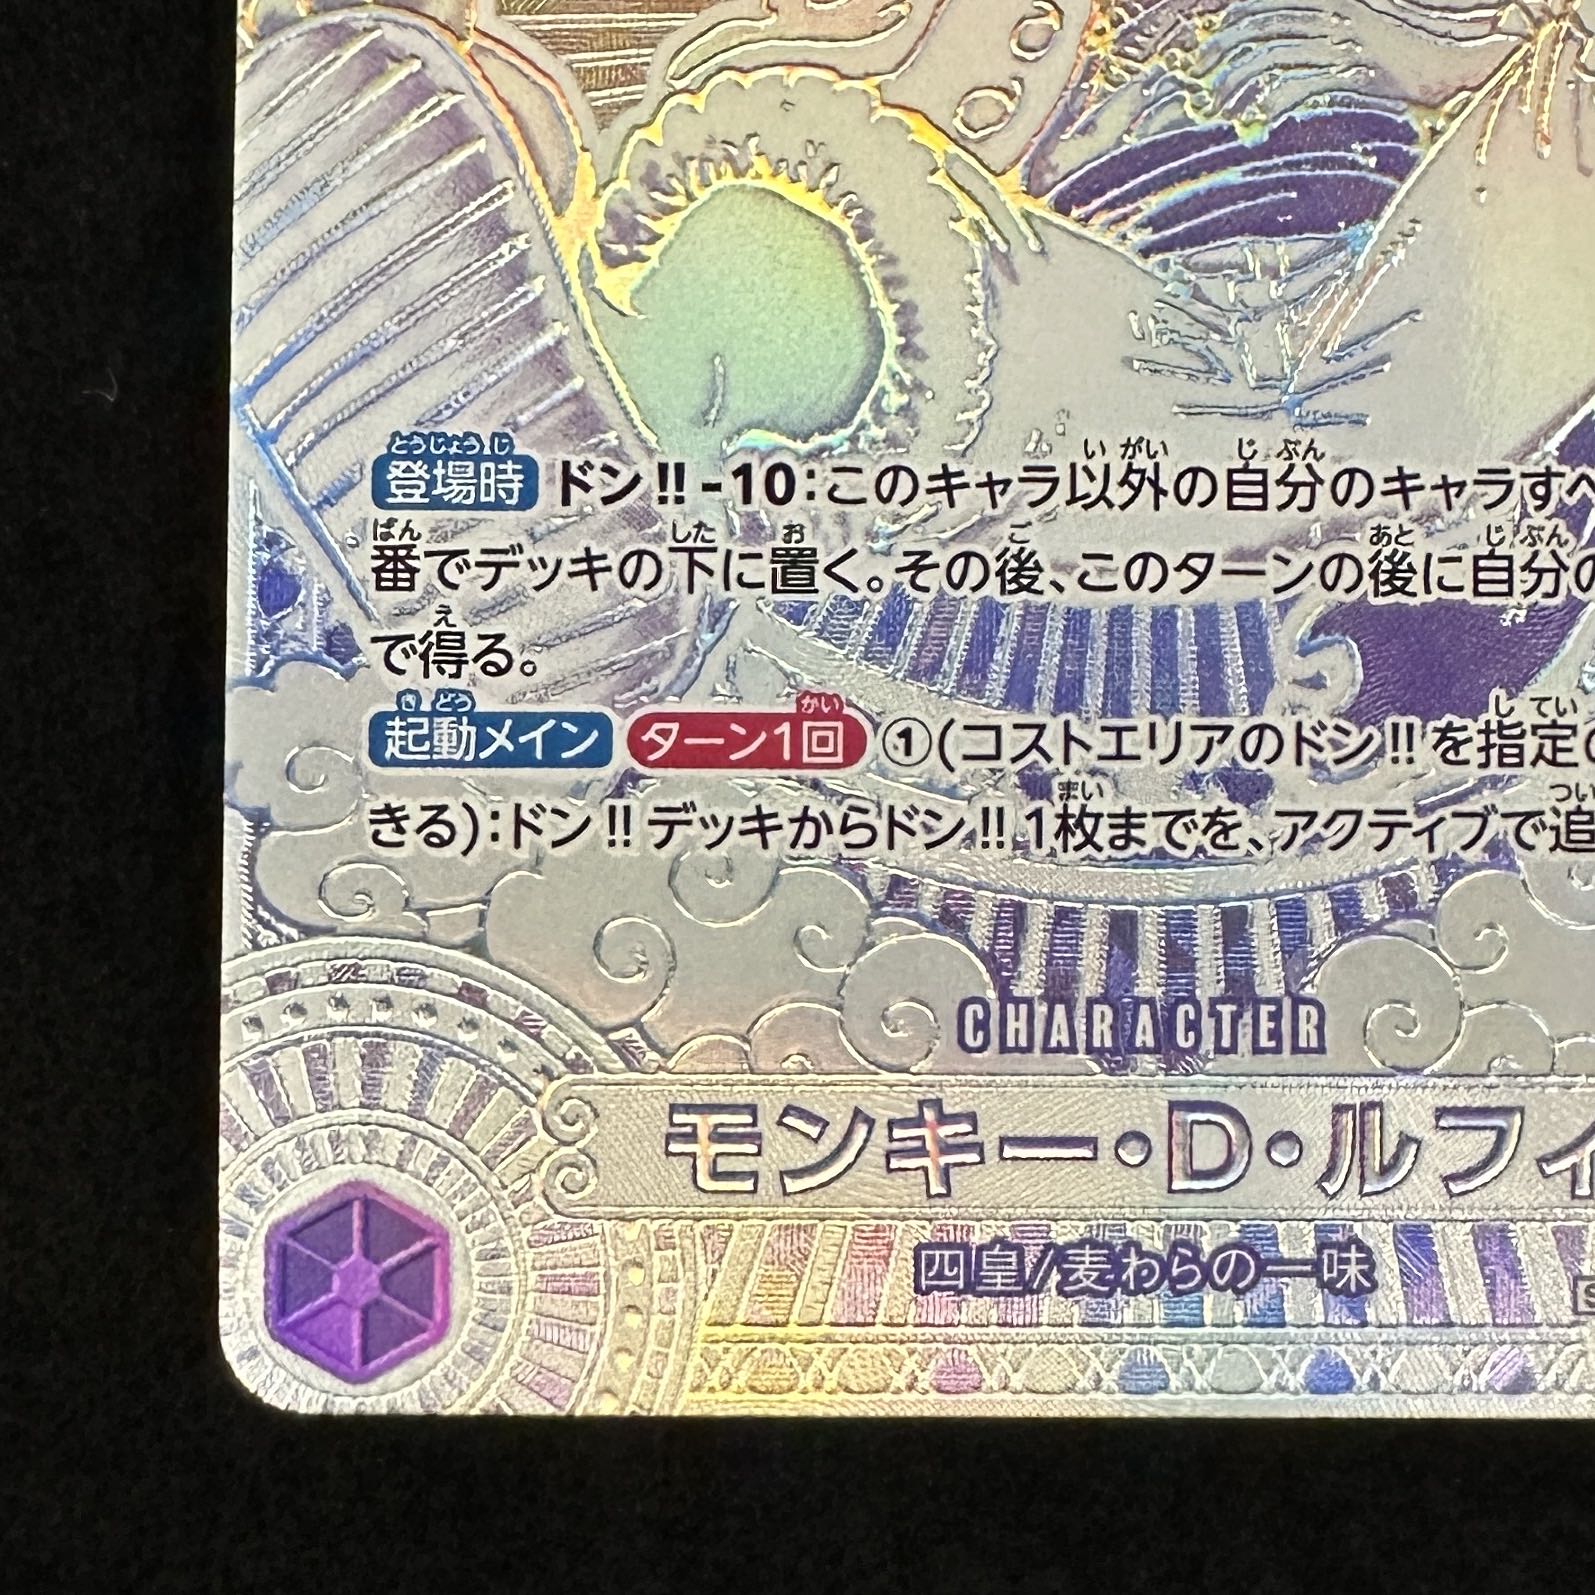 登場時 ドン!!-10:このキャラ以外の自分のキャラすべ
番でデッキの下に置く。その後、このターンの後に自分の
で得る。
起動メイン ターン1回 ①(コストエリアのドン!!を指定の
きる):ドン!!デッキからドン!!1枚までを、アクティブで追
CHARACTER
モンキー・D・ルフィ
四皇/麦わらの一味